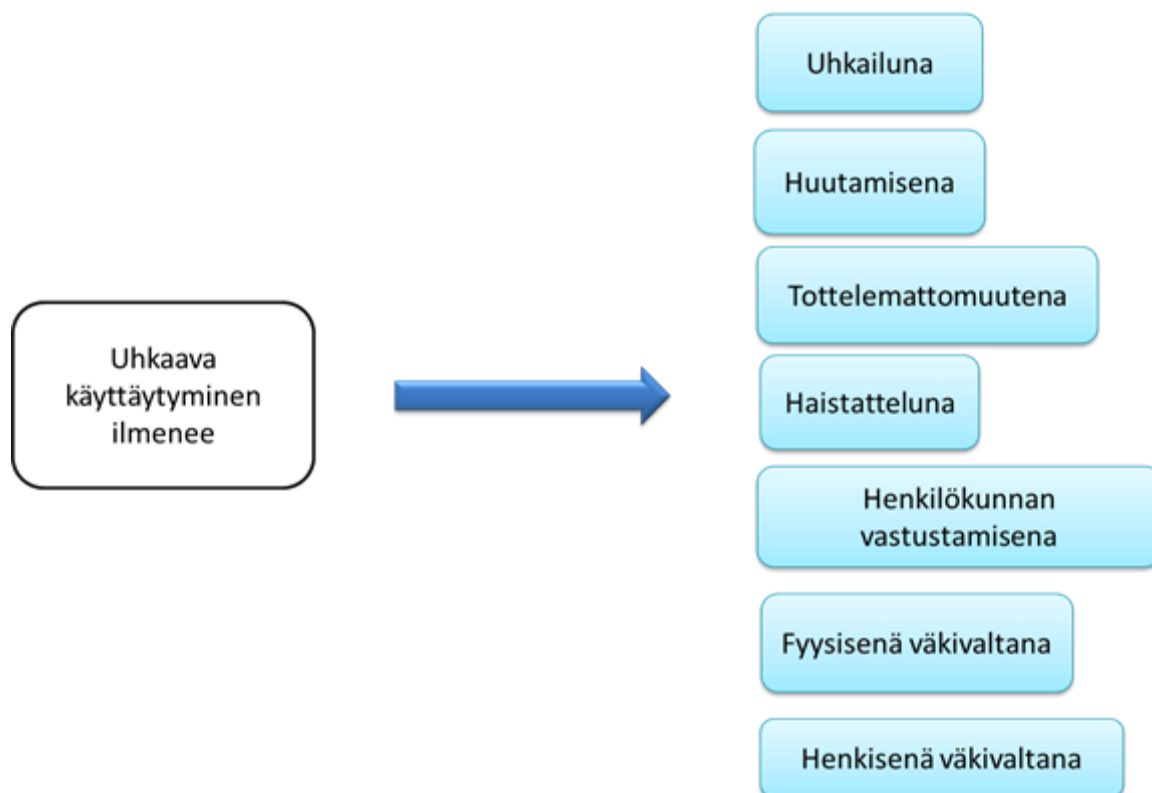 Uhkaava
käyttäytyminen
ilmenee
Uhkailuna
Huutamisena
Tottelemattomuutena
Haistatteluna
Henkilökunnan
vastustamisena
Fyysisenä väkivaltana
Henkisenä väkivaltana